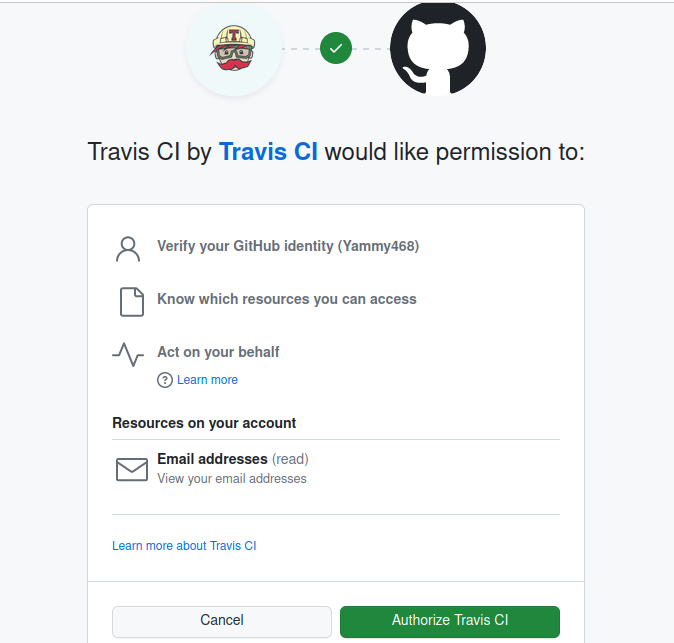 T
Travis CI by Travis CI would like permission to:
Verify your GitHub identity (Yammy468)
Know which resources you can access
Act on your behalf
? Learn more
Resources on your account
Email addresses (read)
View your email addresses
Learn more about Travis CI
Cancel
Authorize Travis CI